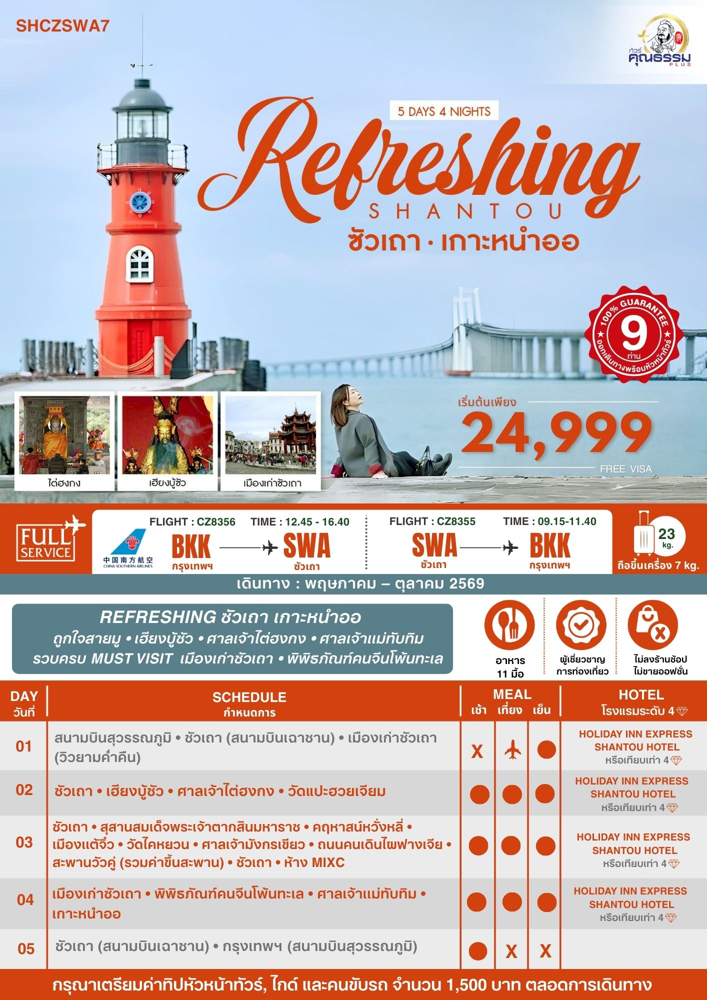 SHCZSWA7
ทัวร์
คุณธรรม
PLUS
5 DAYS 4 NIGHTS
Refreshing
SHANTOU
ซัวเถา · เกาะหนำออ
100% GUARANTEE
9
ท่าน
ออกเดินทางพร้อมหัวหน้าทัวร์
เริ่มต้นเพียง
24,999
FREE VISA
ไต่ฮงกง
เฮียงบู๊ซัว
เมืองเก่าซัวเถา
FULL
SERVICE
中国南方航空
CHINA SOUTHERN AIRLINES
FLIGHT : CZ8356 TIME : 12.45 - 16.40
BKK SWA
กรุงเทพฯ ซัวเถา
FLIGHT : CZ8355 TIME : 09.15-11.40
SWA BKK
ซัวเถา กรุงเทพฯ
23
kg.
ถือขึ้นเครื่อง 7 kg.
เดินทาง : พฤษภาคม – ตุลาคม 2569
REFRESHING ซัวเถา เกาะหนำออ
ถูกใจสายมู • เฮียงบู๊ซัว • ศาลเจ้าไต่ฮงกง • ศาลเจ้าแม่ทับทิม
รวบครบ MUST VISIT เมืองเก่าซัวเถา • พิพิธภัณฑ์คนจีนโพ้นทะเล
อาหาร
11 มื้อ
ผู้เชี่ยวชาญ
การท่องเที่ยว
ไม่ลงร้านช้อป
ไม่ขายออฟชั่น
DAY SCHEDULE MEAL HOTEL
วันที่ กำหนดการ เช้า เที่ยง เย็น โรงแรมระดับ 4
01
สนามบินสุวรรณภูมิ • ซัวเถา (สนามบินเฉาซาน) • เมืองเก่าซัวเถา
(วิวยามค่ำคืน)
X
HOLIDAY INN EXPRESS
SHANTOU HOTEL
หรือเทียบเท่า 4
02
ซัวเถา • เฮียงบู๊ซัว • ศาลเจ้าไต่ฮงกง • วัดแปะฮวยเจียม
HOLIDAY INN EXPRESS
SHANTOU HOTEL
หรือเทียบเท่า 4
03
ซัวเถา • สุสานสมเด็จพระเจ้าตากสินมหาราช • คฤหาสน์หวั่งหลี •
เมืองแต้จิ๋ว • วัดไคหยวน • ศาลเจ้ามังกรเขียว • ถนนคนเดินไผฟางเจีย •
สะพานวัวคู่ (รวมค่าขึ้นสะพาน) • ซัวเถา • ห้าง MIXC
HOLIDAY INN EXPRESS
SHANTOU HOTEL
หรือเทียบเท่า 4
04
เมืองเก่าซัวเถา • พิพิธภัณฑ์คนจีนโพ้นทะเล • ศาลเจ้าแม่ทับทิม •
เกาะหนำออ
HOLIDAY INN EXPRESS
SHANTOU HOTEL
หรือเทียบเท่า 4
05
ซัวเถา (สนามบินเฉาซาน) • กรุงเทพฯ (สนามบินสุวรรณภูมิ)
X X
กรุณาเตรียมค่าทิปหัวหน้าทัวร์, ไกด์ และคนขับรถ จำนวน 1,500 บาท ตลอดการเดินทาง